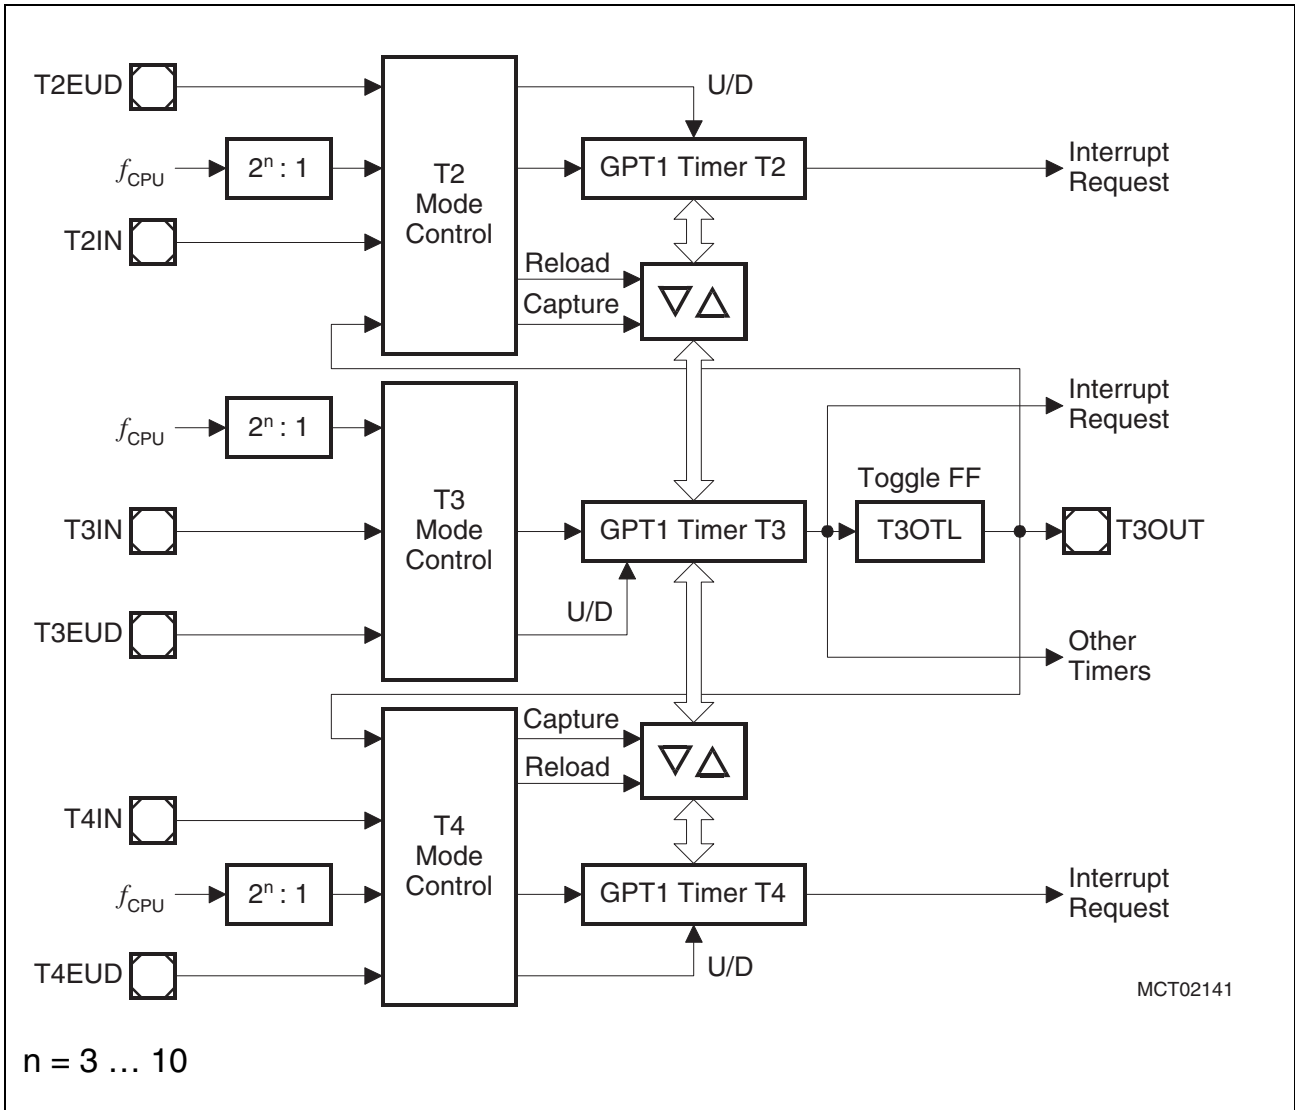 T2EUD
U/D
fCPU
2ⁿ : 1
T2
Mode
Control
GPT1 Timer T2
Interrupt
Request
T2IN
Reload
Capture
fCPU
2ⁿ : 1
Interrupt
Request
T3IN
T3
Mode
Control
GPT1 Timer T3
Toggle FF
T3OTL
T3OUT
T3EUD
U/D
Other
Timers
Capture
Reload
T4IN
T4
Mode
Control
fCPU
2ⁿ : 1
GPT1 Timer T4
Interrupt
Request
T4EUD
U/D
MCT02141
n = 3 … 10